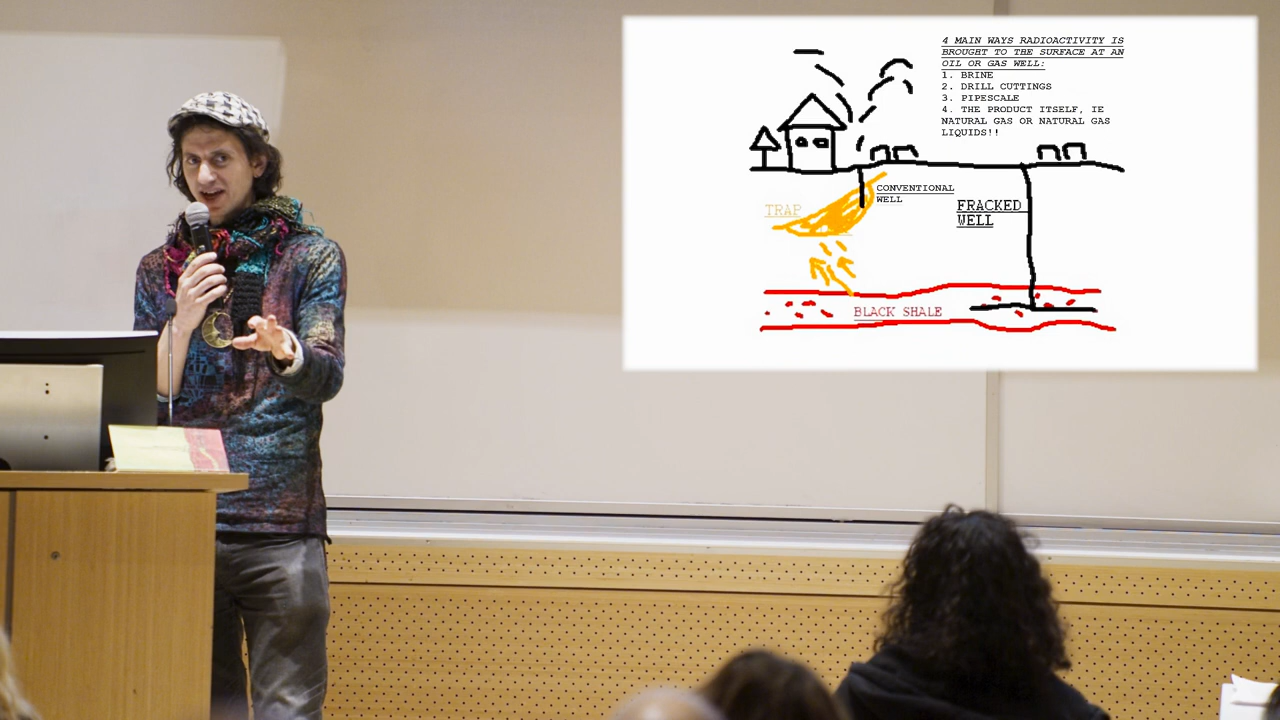 4 MAIN WAYS RADIOACTIVITY IS
BROUGHT TO THE SURFACE AT AN
OIL OR GAS WELL:
1. BRINE
2. DRILL CUTTINGS
3. PIPESCALE
4. THE PRODUCT ITSELF, IE
NATURAL GAS OR NATURAL GAS
LIQUIDS!!
CONVENTIONAL
WELL
TRAP
FRACKED
WELL
BLACK SHALE